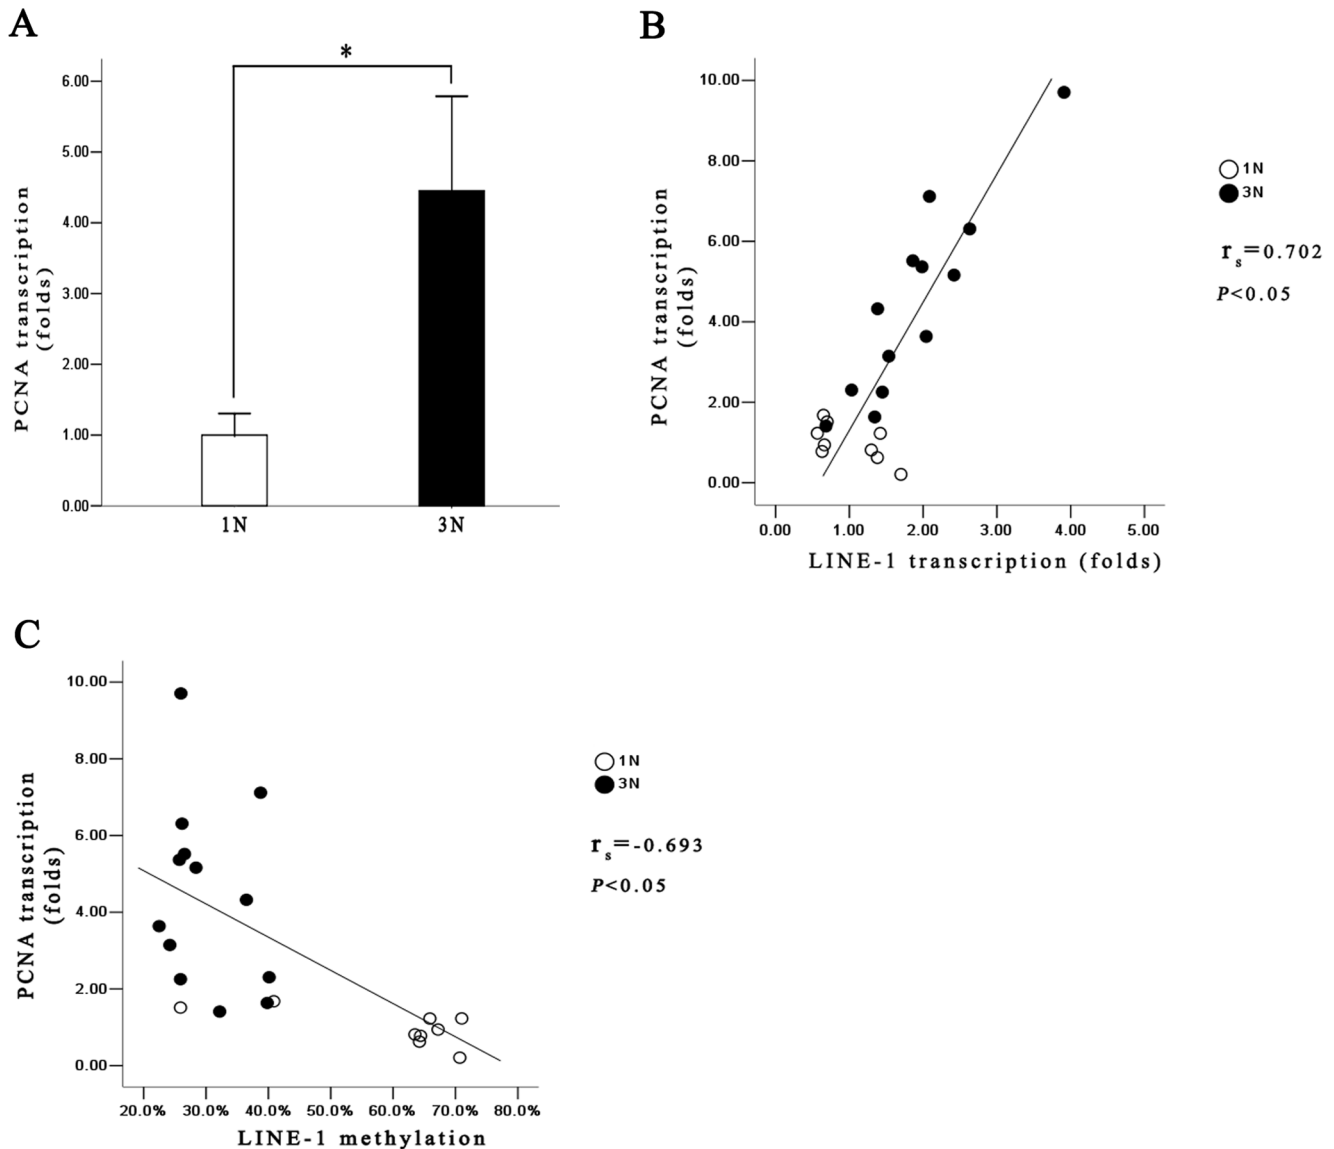 A
*
6.00
5.00
4.00
3.00
2.00
1.00
0.00
PCNA transcription
(folds)
1N 3N
B
10.00
8.00
6.00
4.00
2.00
0.00
PCNA transcription
(folds)
0.00 1.00 2.00 3.00 4.00 5.00
LINE-1 transcription (folds)
1N
3N
rs=0.702
P<0.05
C
10.00
8.00
6.00
4.00
2.00
0.00
PCNA transcription
(folds)
20.0% 30.0% 40.0% 50.0% 60.0% 70.0% 80.0%
LINE-1 methylation
1N
3N
rs=-0.693
P<0.05